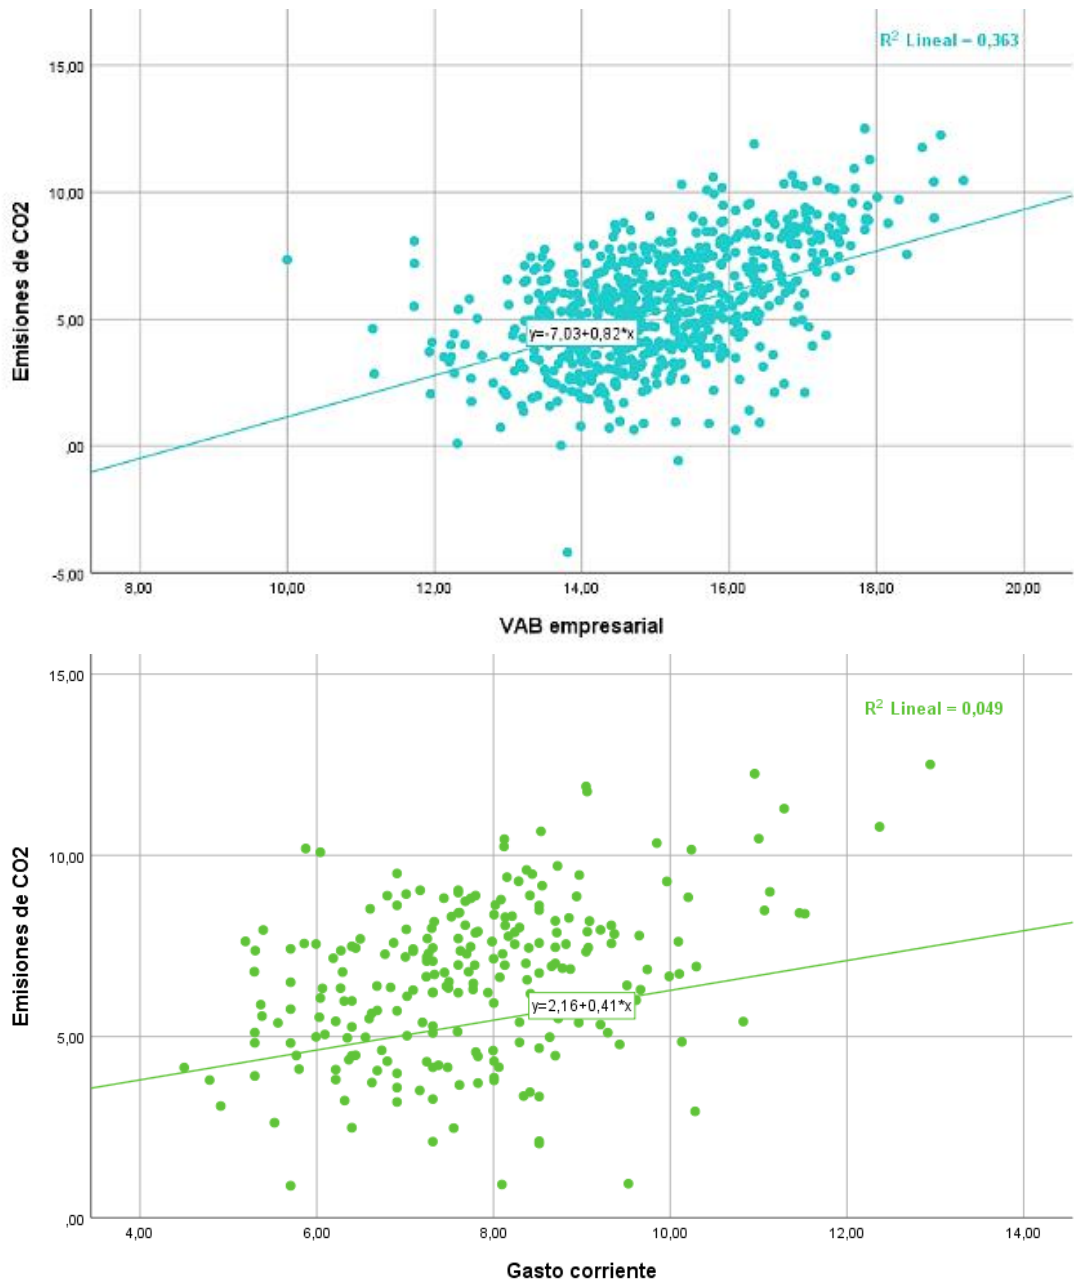 R² Lineal = 0,363
15,00
10,00
5,00
,00
-5,00
Emisiones de CO2
y=-7,03+0,82*x
8,00 10,00 12,00 14,00 16,00 18,00 20,00
VAB empresarial
R² Lineal = 0,049
15,00
10,00
5,00
,00
Emisiones de CO2
y=2,16+0,41*x
4,00 6,00 8,00 10,00 12,00 14,00
Gasto corriente